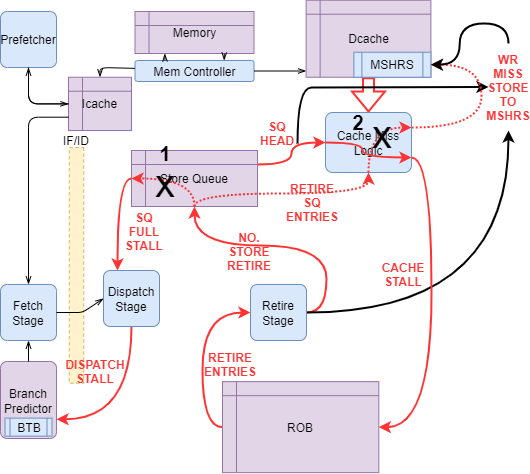 Prefetcher
Memory
Dcache
MSHRS
Mem Controller
WR
MISS
STORE
TO
MSHRS
Icache
IF/ID
SQ
HEAD
2
Cache Miss
Logic
X
1
Store Queue
X
RETIRE
SQ
ENTRIES
SQ
FULL
STALL
NO.
STORE
RETIRE
CACHE
STALL
Fetch
Stage
Dispatch
Stage
Retire
Stage
DISPATCH
STALL
RETIRE
ENTRIES
Branch
Predictor
BTB
ROB